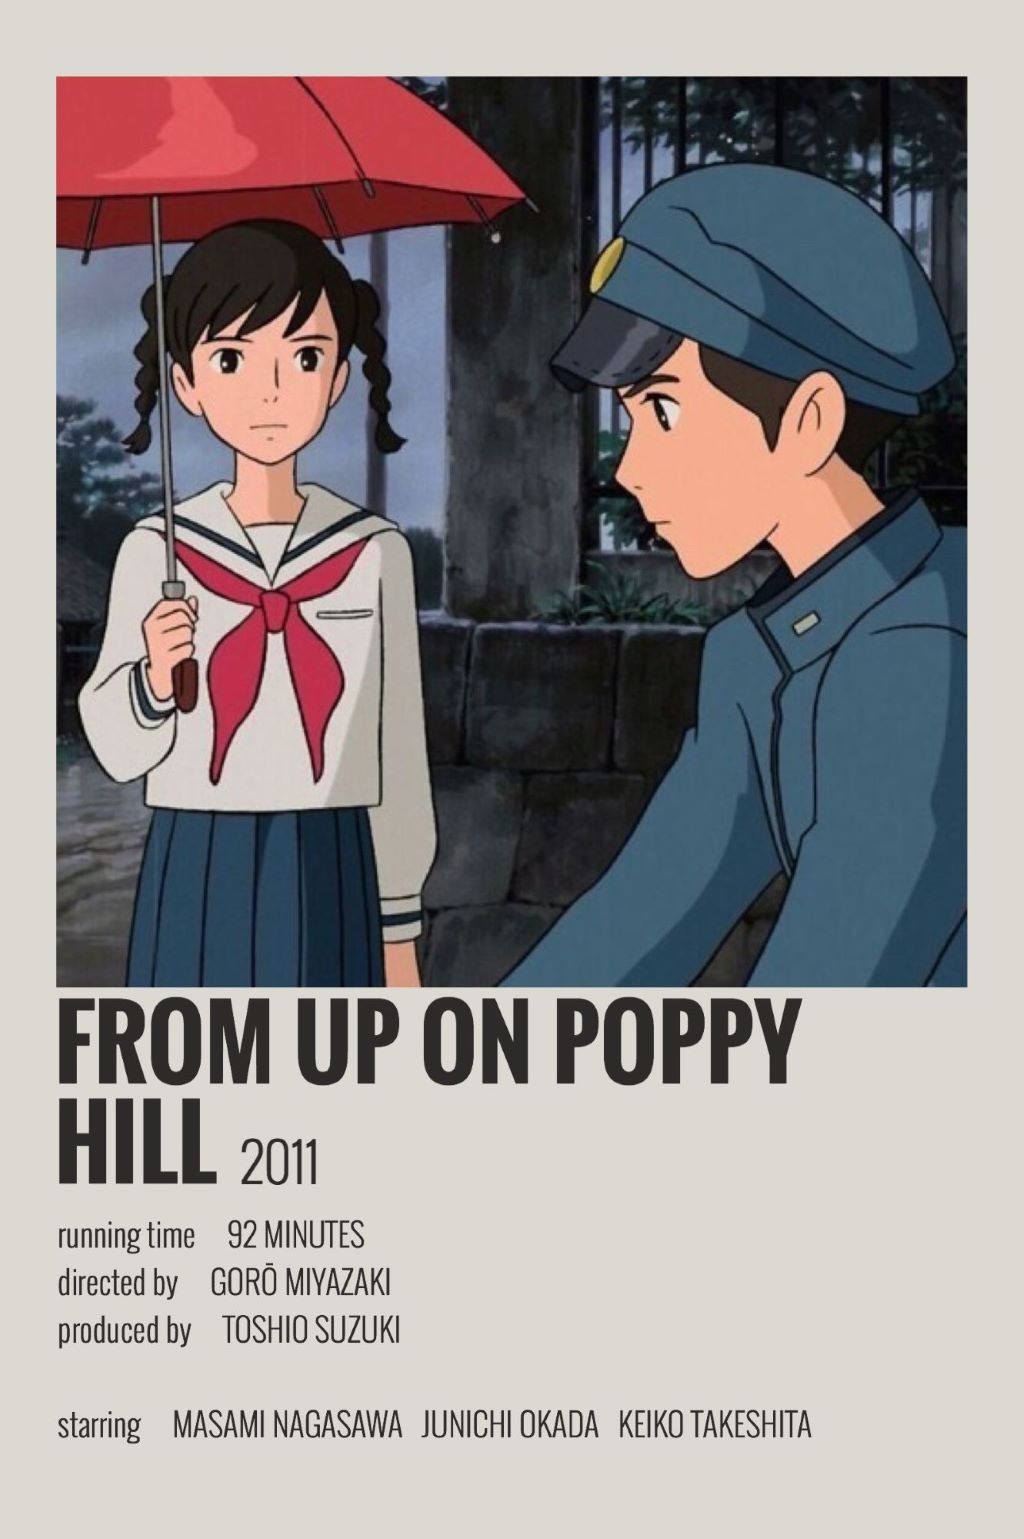 FROM UP ON POPPY
HILL 2011
running time 92 MINUTES
directed by GORŌ MIYAZAKI
produced by TOSHIO SUZUKI
starring MASAMI NAGASAWA JUNICHI OKADA KEIKO TAKESHITA